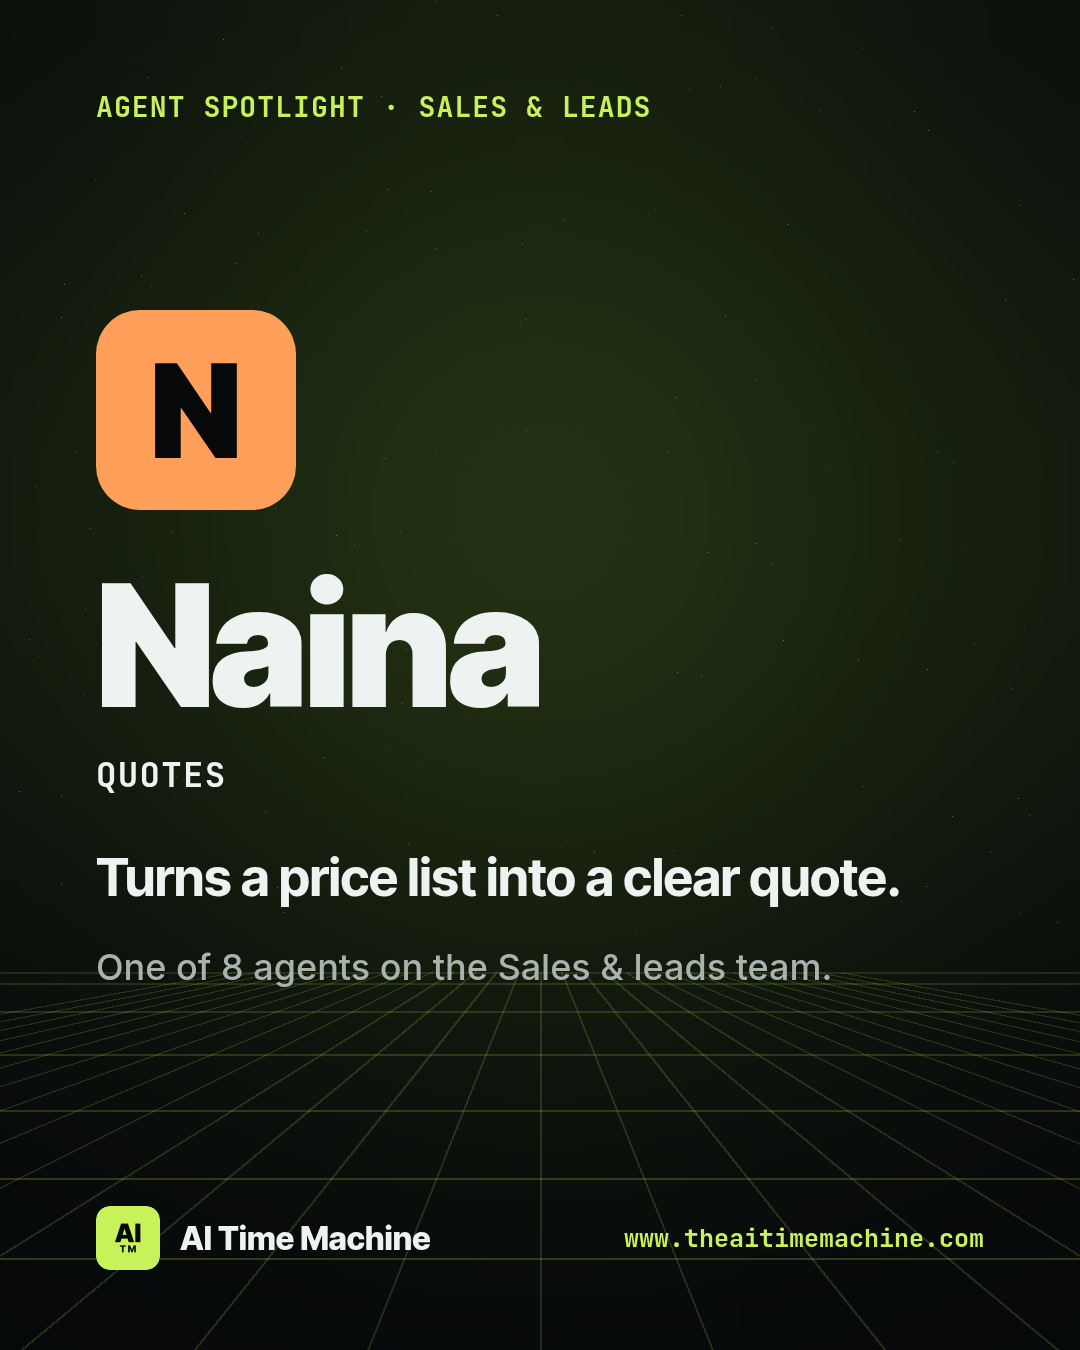 AGENT SPOTLIGHT · SALES & LEADS
N
Naina
QUOTES
Turns a price list into a clear quote.
One of 8 agents on the Sales & leads team.
AI
TM
AI Time Machine
www.theaitimemachine.com